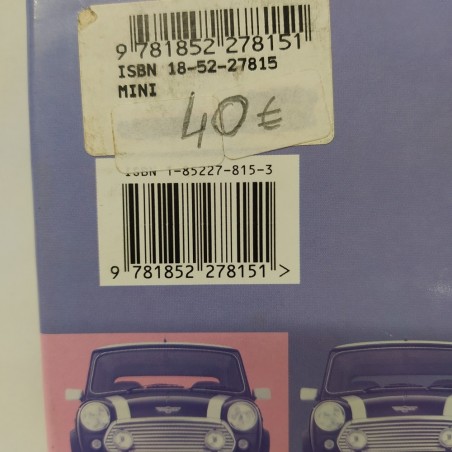 9 781852 278151
ISBN 18-52-27815
MINI
40€
ISBN 1-85227-815-3
9 781852 278151 >